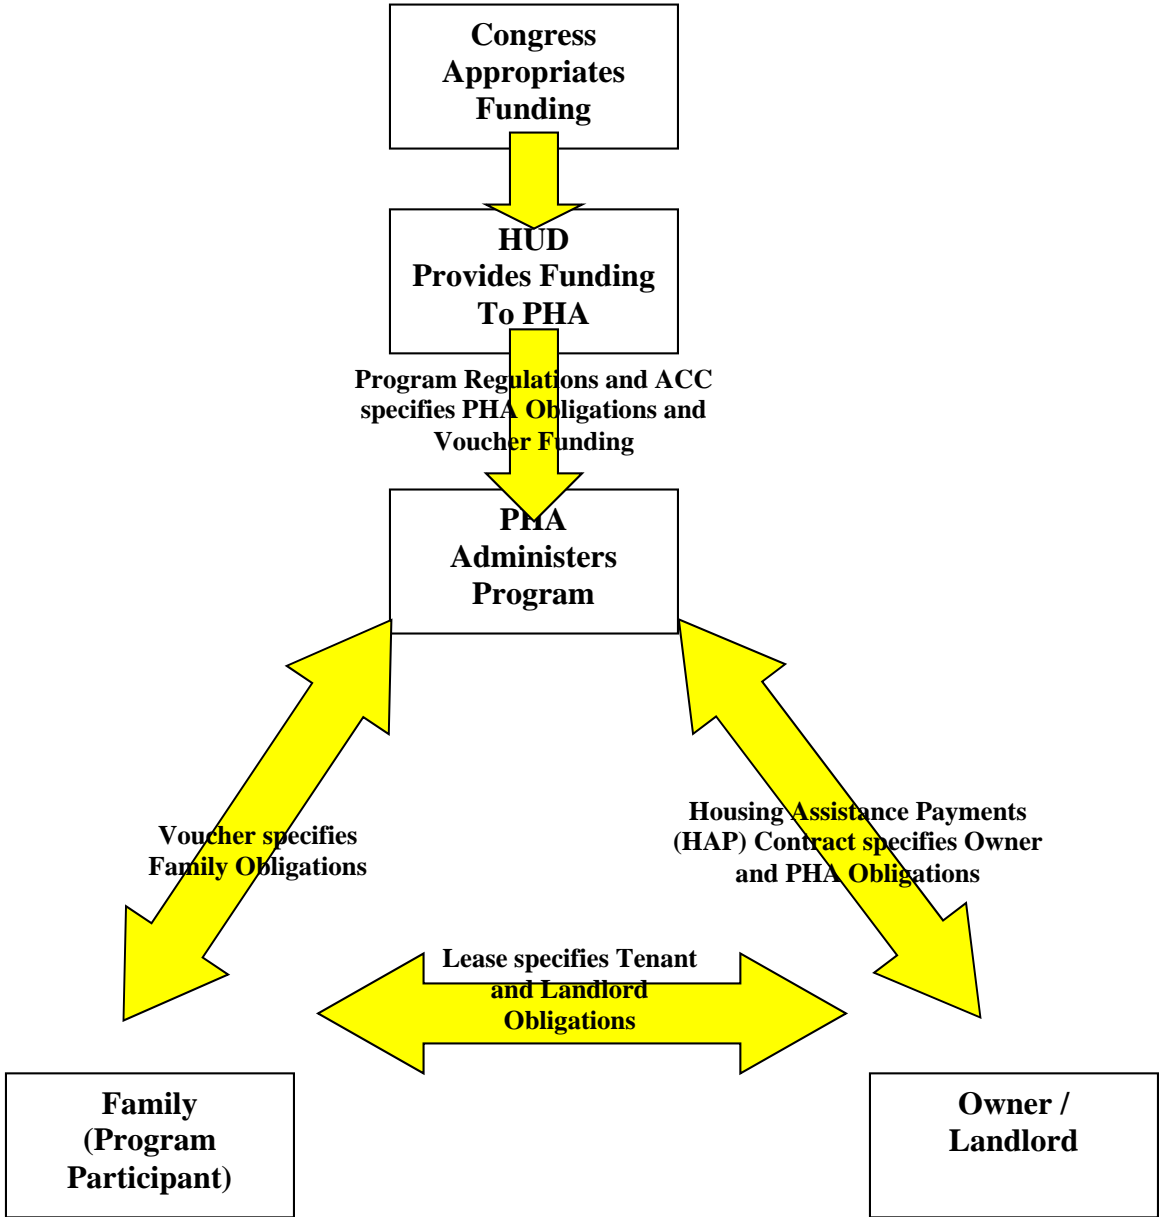 Congress
Appropriates
Funding
HUD
Provides Funding
To PHA
Program Regulations and ACC
specifies PHA Obligations and
Voucher Funding
PHA
Administers
Program
Voucher specifies
Family Obligations
Housing Assistance Payments
(HAP) Contract specifies Owner
and PHA Obligations
Lease specifies Tenant
and Landlord
Obligations
Family
(Program
Participant)
Owner /
Landlord